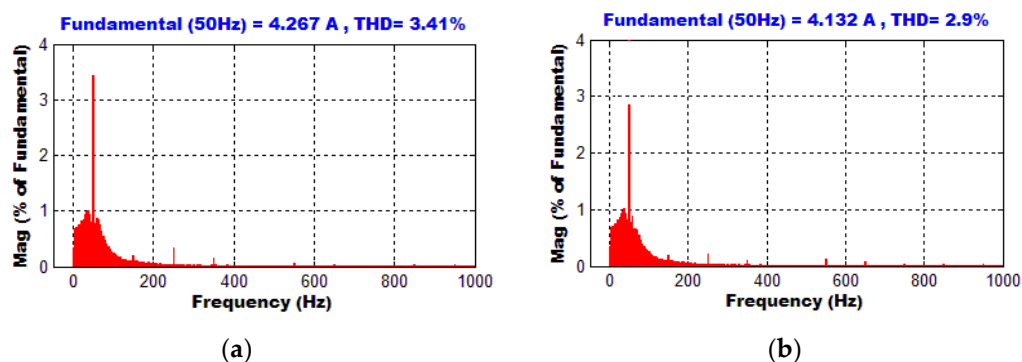 Fundamental (50Hz) = 4.267 A , THD= 3.41%
Mag (% of Fundamental)
4
3
2
1
0
0 200 400 600 800 1000
Frequency (Hz)
(a)
Fundamental (50Hz) = 4.132 A , THD= 2.9%
Mag (% of Fundamental)
4
3
2
1
0
0 200 400 600 800 1000
Frequency (Hz)
(b)